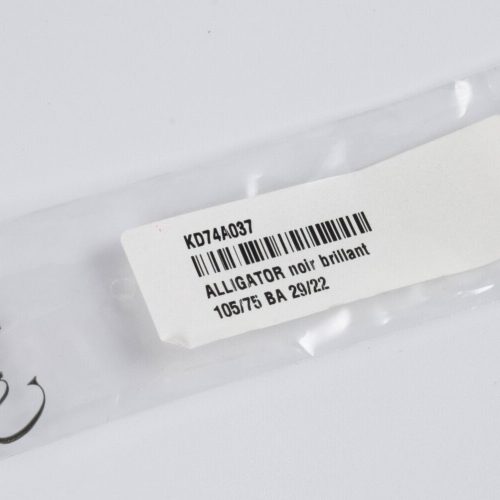 KD74A037
ALLIGATOR noir brillant
105/75 BA 29/22